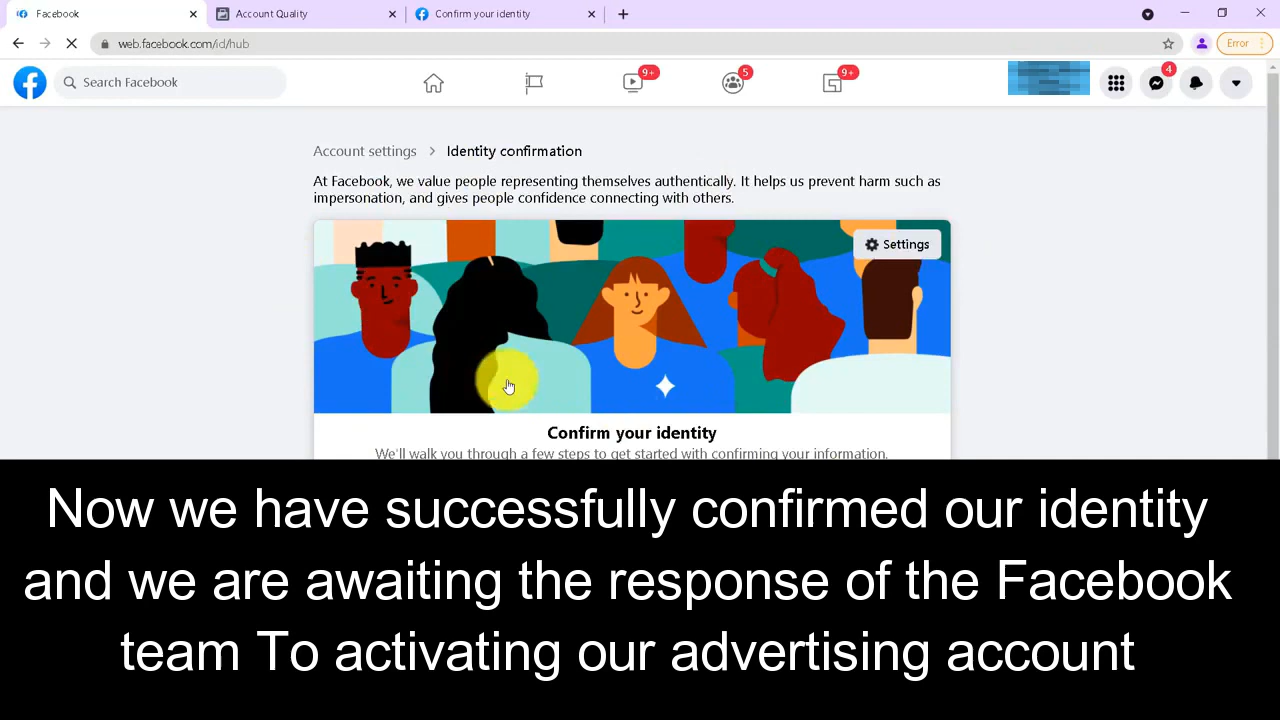 Facebook
Account Quality
Confirm your identity
web.facebook.com/id/hub
Error
Search Facebook
9+
5
9+
4
Account settings > Identity confirmation
At Facebook, we value people representing themselves authentically. It helps us prevent harm such as
impersonation, and gives people confidence connecting with others.
Settings
Confirm your identity
We'll walk you through a few steps to get started with confirming your information.
Now we have successfully confirmed our identity
and we are awaiting the response of the Facebook
team To activating our advertising account